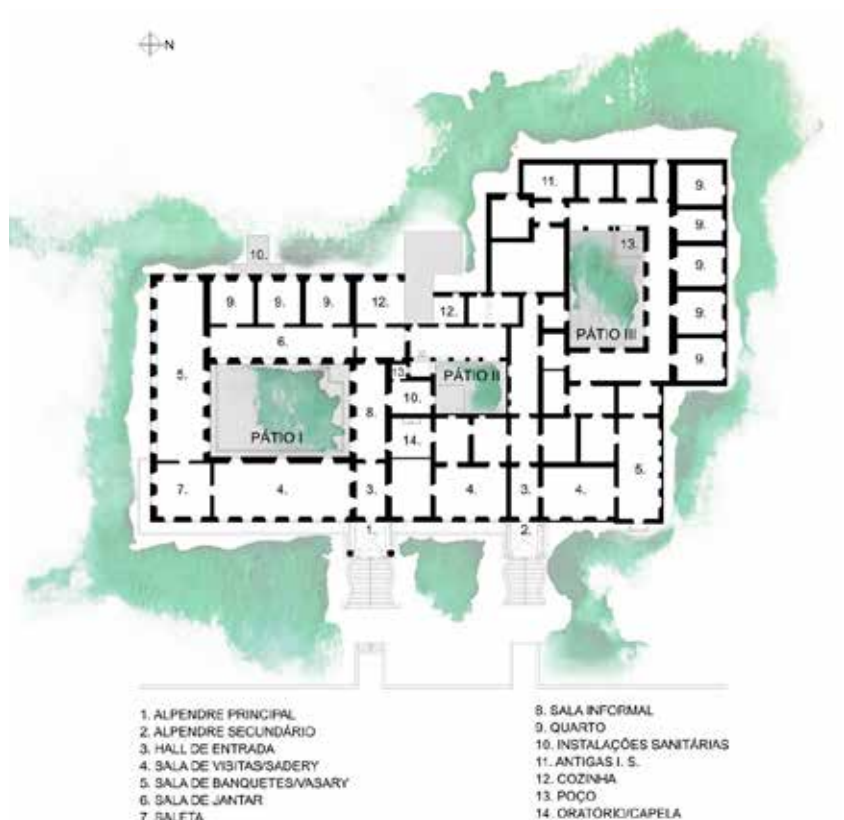 N
11.
9.
9.
13.
10.
9.
9.
9.
9.
12.
12.
9.
PÁTIO III
6.
9.
13.
PÁTIO II
5.
8.
10.
PÁTIO I
14.
5.
7.
4.
3.
4.
3.
4.
1.
2.
1. ALPENDRE PRINCIPAL
2. ALPENDRE SECUNDÁRIO
3. HALL DE ENTRADA
4. SALA DE VISITAS/SADERY
5. SALA DE BANQUETES/VASARY
6. SALA DE JANTAR
7. SALETA
8. SALA INFORMAL
9. QUARTO
10. INSTALAÇÕES SANITÁRIAS
11. ANTIGAS I. S.
12. COZINHA
13. POÇO
14. ORATÓRIO/CAPELA